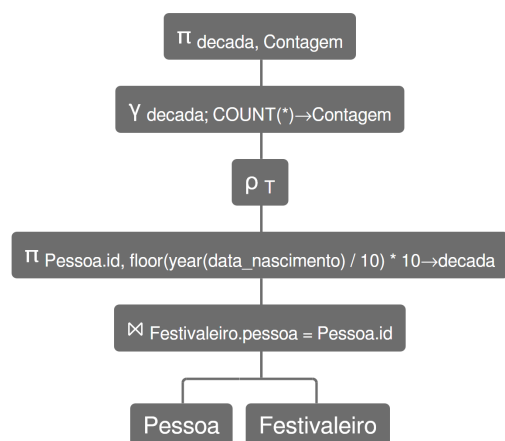 π decada, Contagem
γ decada; COUNT(*)→Contagem
ρ T
π Pessoa.id, floor(year(data_nascimento) / 10) * 10→decada
⋈ Festivaleiro.pessoa = Pessoa.id
Pessoa Festivaleiro